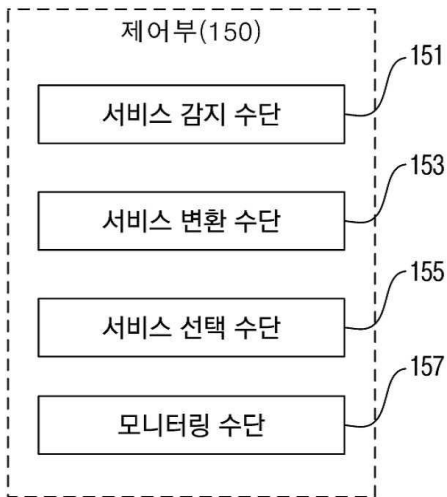 제어부(150)
서비스 감지 수단
151
서비스 변환 수단
153
서비스 선택 수단
155
모니터링 수단
157